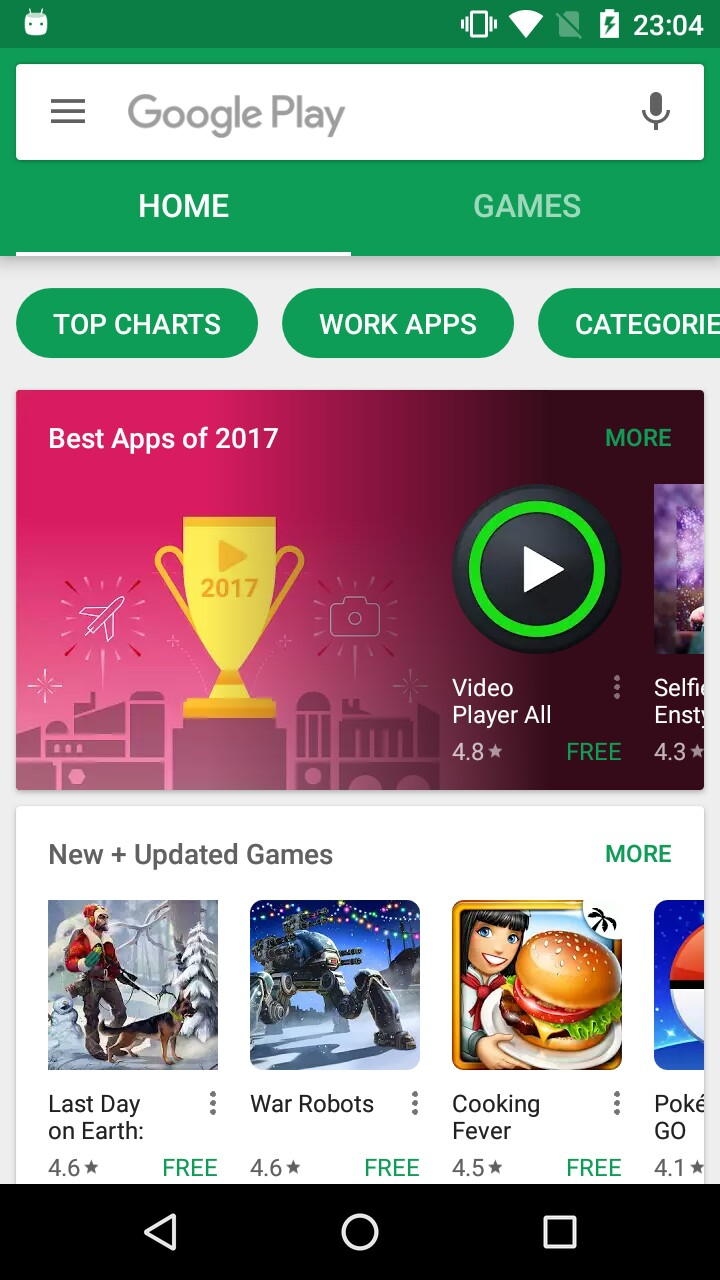 23:04
Google Play
HOME GAMES
TOP CHARTS WORK APPS CATEGORIE
Best Apps of 2017 MORE
2017
Video Selfie
Player All Ensty
4.8 FREE 4.3
New + Updated Games MORE
Last Day War Robots Cooking Poké
on Earth: Fever GO
4.6 FREE 4.6 FREE 4.5 FREE 4.1